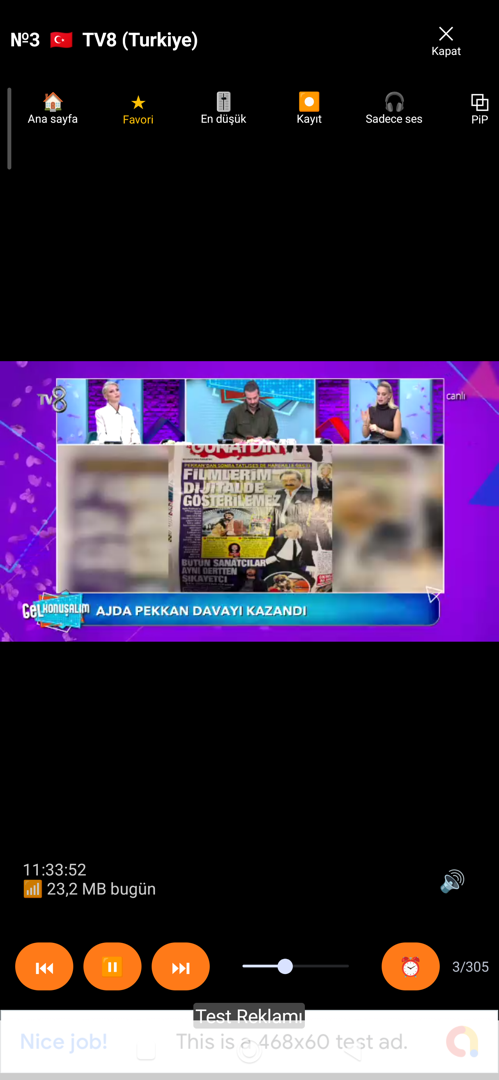 №3 🇹🇷 TV8 (Turkiye)
Kapat
Ana sayfa
Favori
En düşük
Kayıt
Sadece ses
PiP
TV8
canlı
GÜNAYDIN
FİLMLERİM
DİJİTALDE
GÖSTERİLEMEZ
BÜTÜN SANATÇILAR
AYNI DERTTEN
ŞİKAYETÇİ
GEL KONUŞALIM
AJDA PEKKAN DAVAYI KAZANDI
11:33:52
23,2 MB bugün
3/305
Test Reklamı
Nice job!
This is a 468x60 test ad.